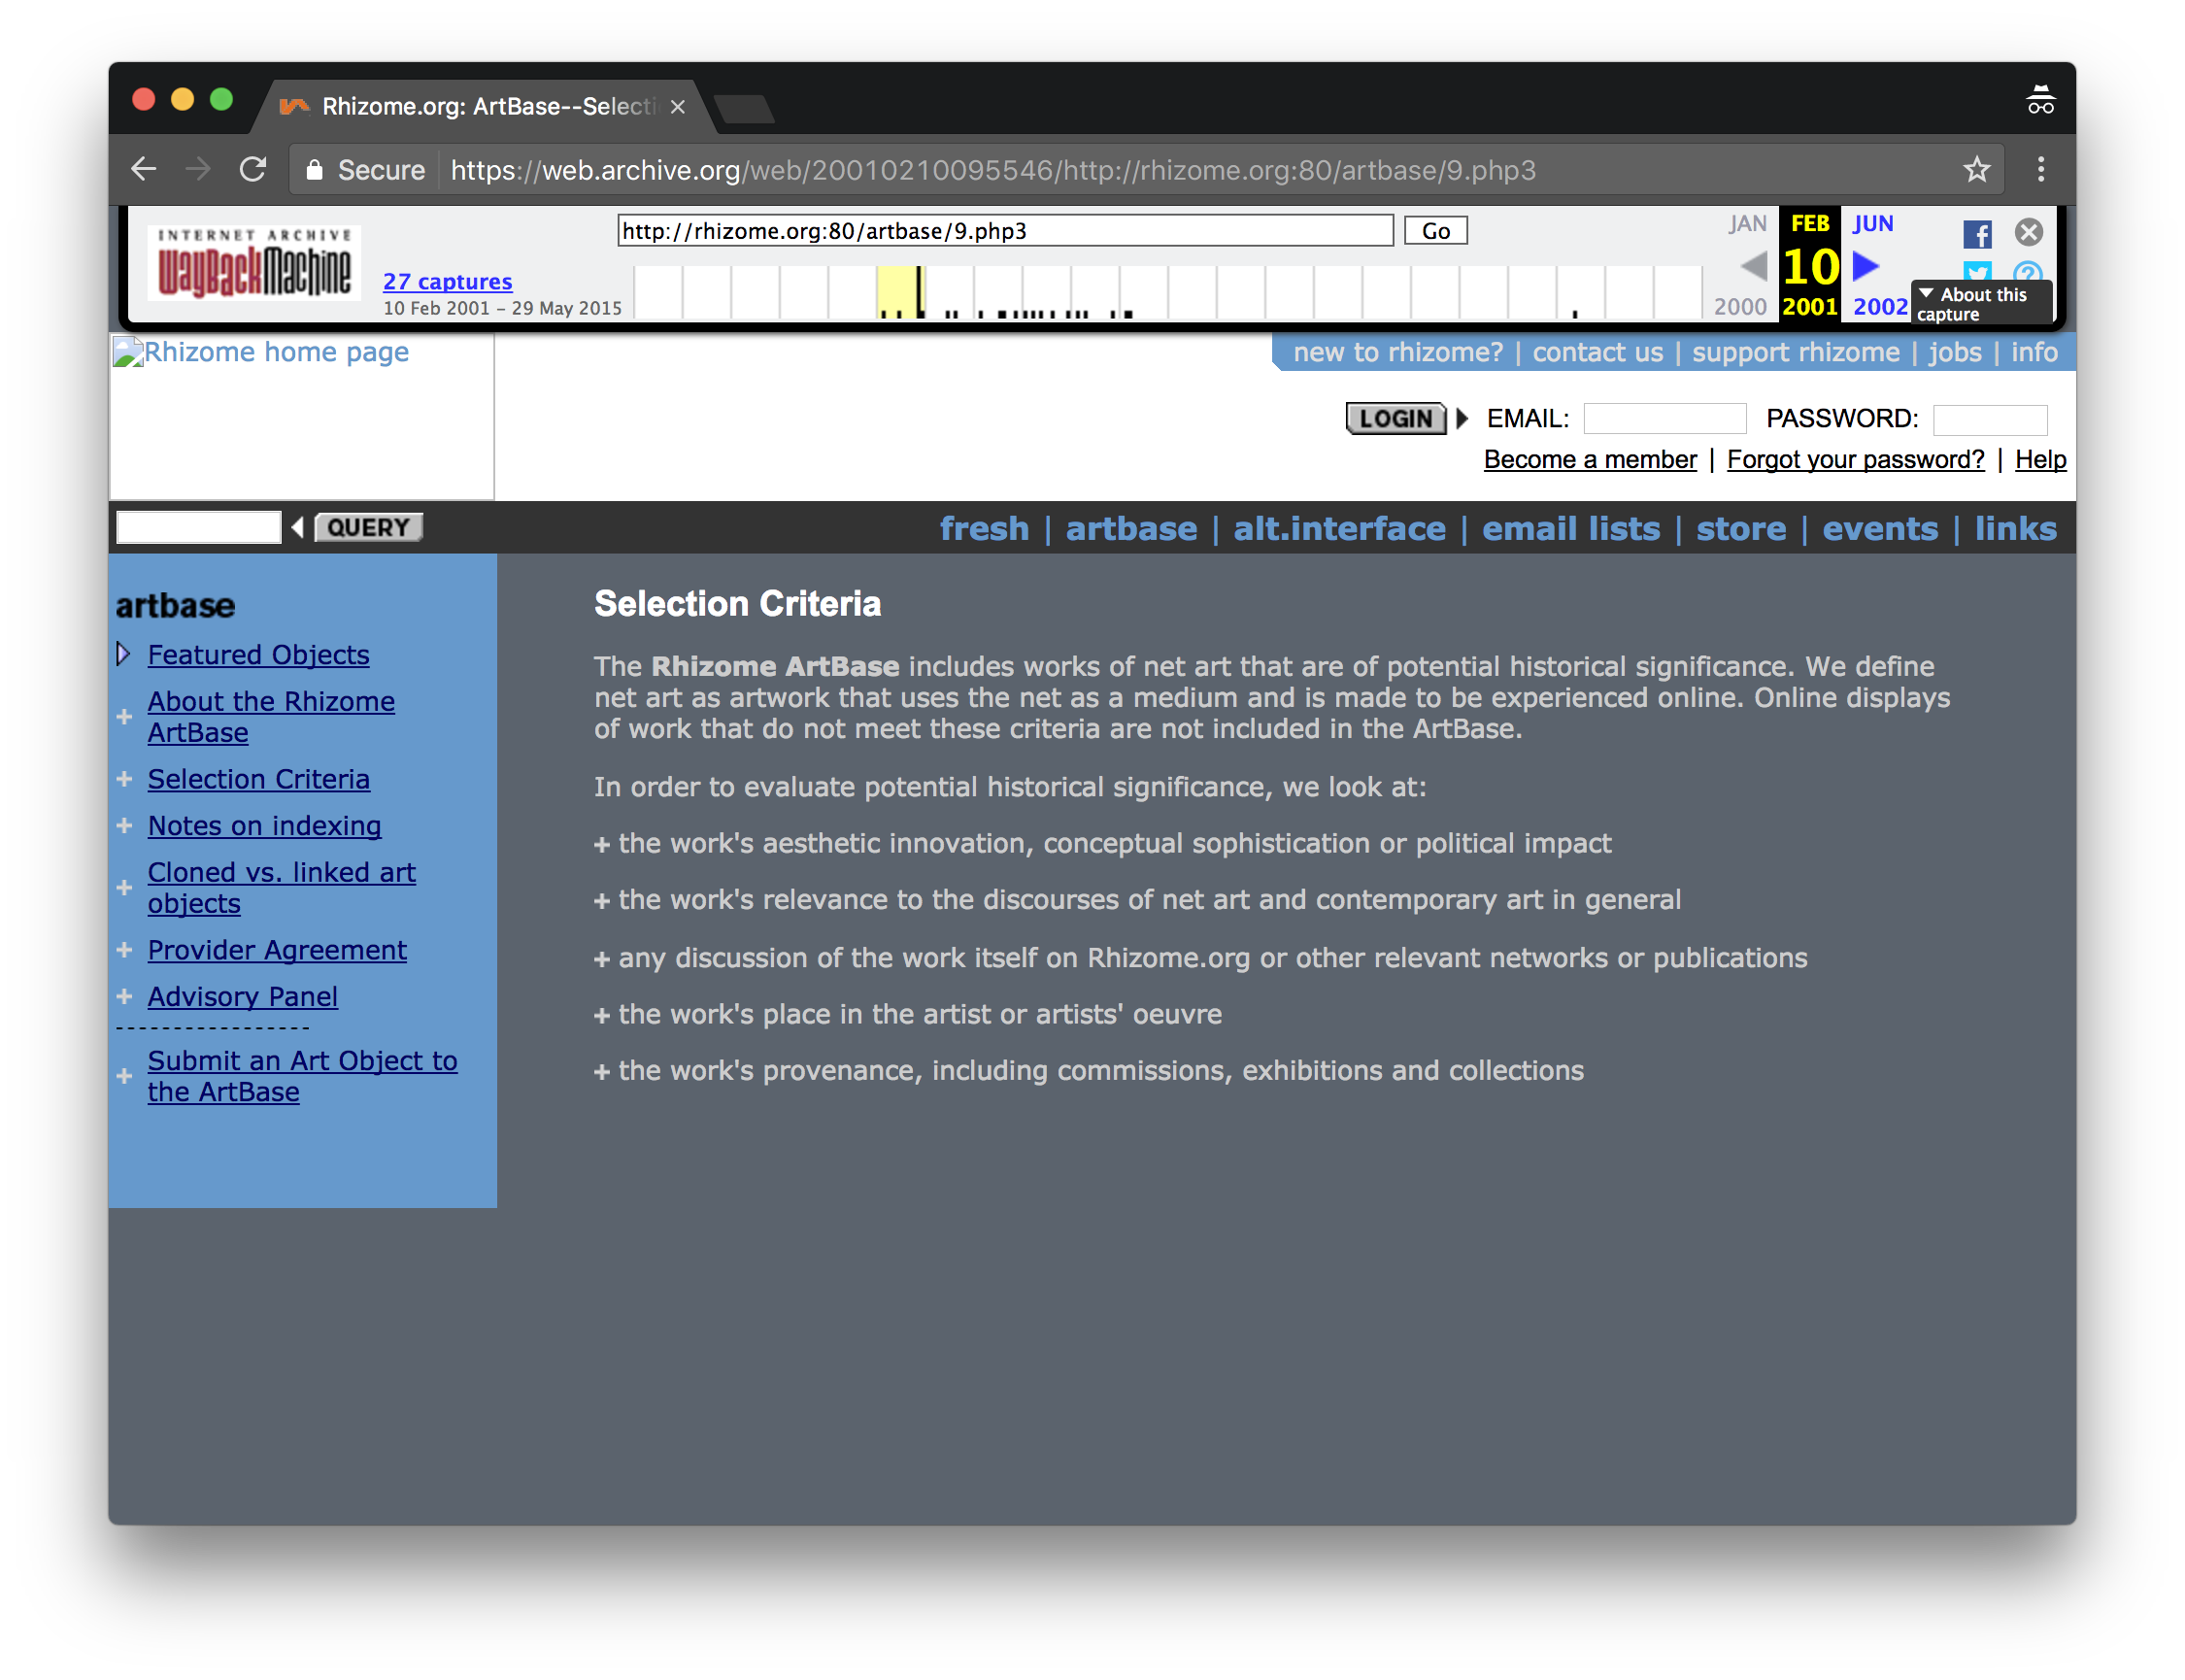 Rhizome.org: ArtBase--Selecti
Secure https://web.archive.org/web/20010210095546/http://rhizome.org:80/artbase/9.php3
INTERNET ARCHIVE
WayBackMachine
http://rhizome.org:80/artbase/9.php3 Go
27 captures
10 Feb 2001 – 29 May 2015
JAN FEB JUN
10
2000 2001 2002
About this
capture
Rhizome home page
new to rhizome? | contact us | support rhizome | jobs | info
LOGIN EMAIL: PASSWORD:
Become a member | Forgot your password? | Help
QUERY
fresh | artbase | alt.interface | email lists | store | events | links
artbase
Featured Objects
+ About the Rhizome
ArtBase
+ Selection Criteria
+ Notes on indexing
+ Cloned vs. linked art
objects
+ Provider Agreement
+ Advisory Panel
-----------------
+ Submit an Art Object to
the ArtBase
Selection Criteria
The Rhizome ArtBase includes works of net art that are of potential historical significance. We define
net art as artwork that uses the net as a medium and is made to be experienced online. Online displays
of work that do not meet these criteria are not included in the ArtBase.
In order to evaluate potential historical significance, we look at:
+ the work's aesthetic innovation, conceptual sophistication or political impact
+ the work's relevance to the discourses of net art and contemporary art in general
+ any discussion of the work itself on Rhizome.org or other relevant networks or publications
+ the work's place in the artist or artists' oeuvre
+ the work's provenance, including commissions, exhibitions and collections